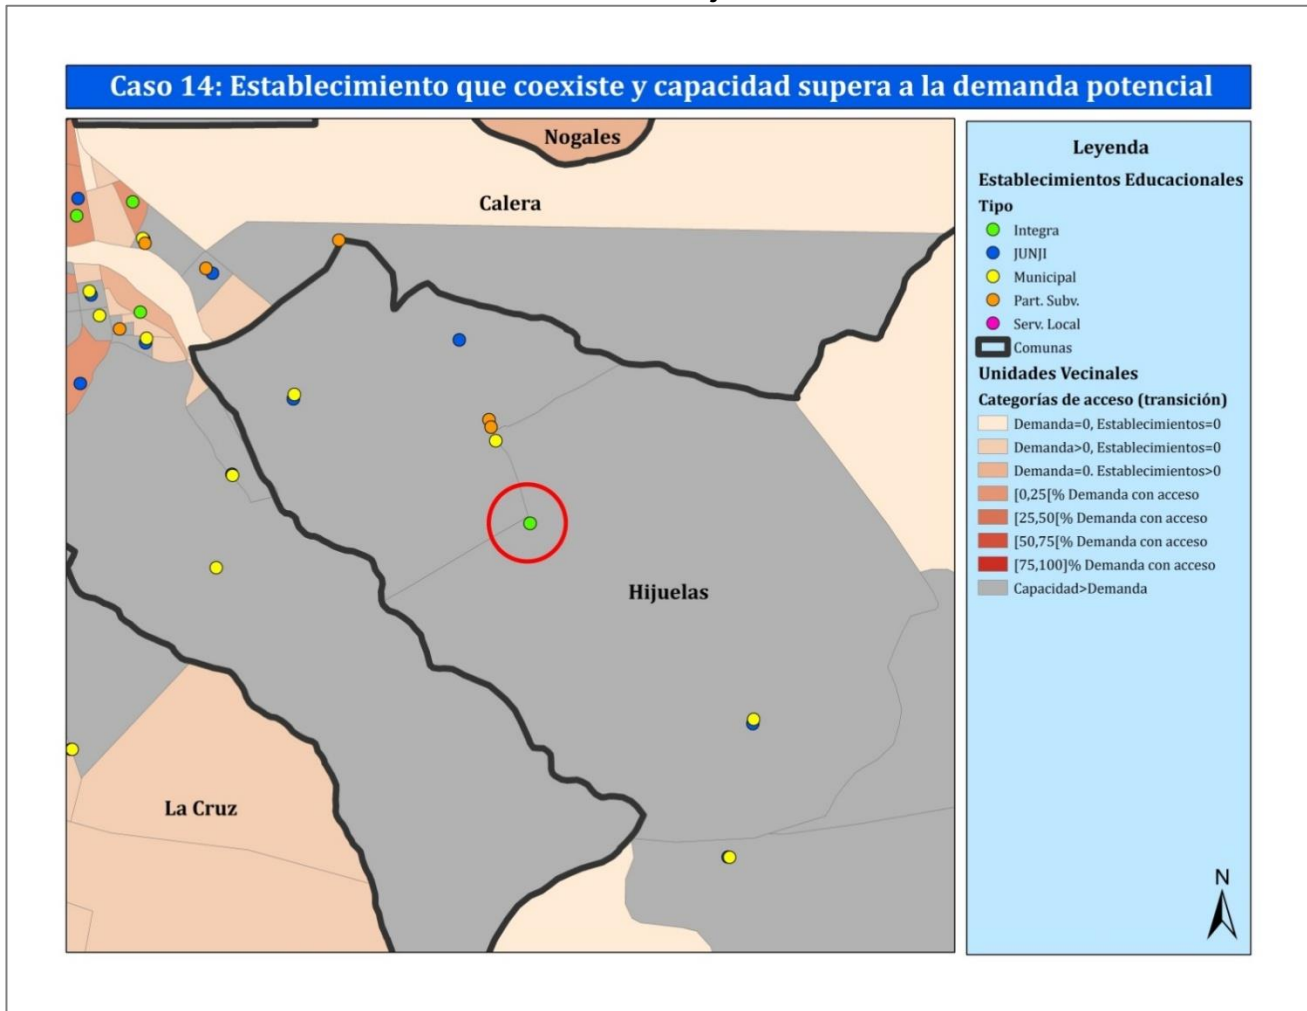 Caso 14: Establecimiento que coexiste y capacidad supera a la demanda potencial
Nogales
Calera
Hijuelas
La Cruz
Leyenda
Establecimientos Educacionales
Tipo
Integra
JUNJI
Municipal
Part. Subv.
Serv. Local
Comunas
Unidades Vecinales
Categorías de acceso (transición)
Demanda=0, Establecimientos=0
Demanda>0, Establecimientos=0
Demanda=0. Establecimientos>0
[0,25[% Demanda con acceso
[25,50[% Demanda con acceso
[50,75[% Demanda con acceso
[75,100]% Demanda con acceso
Capacidad>Demanda
N